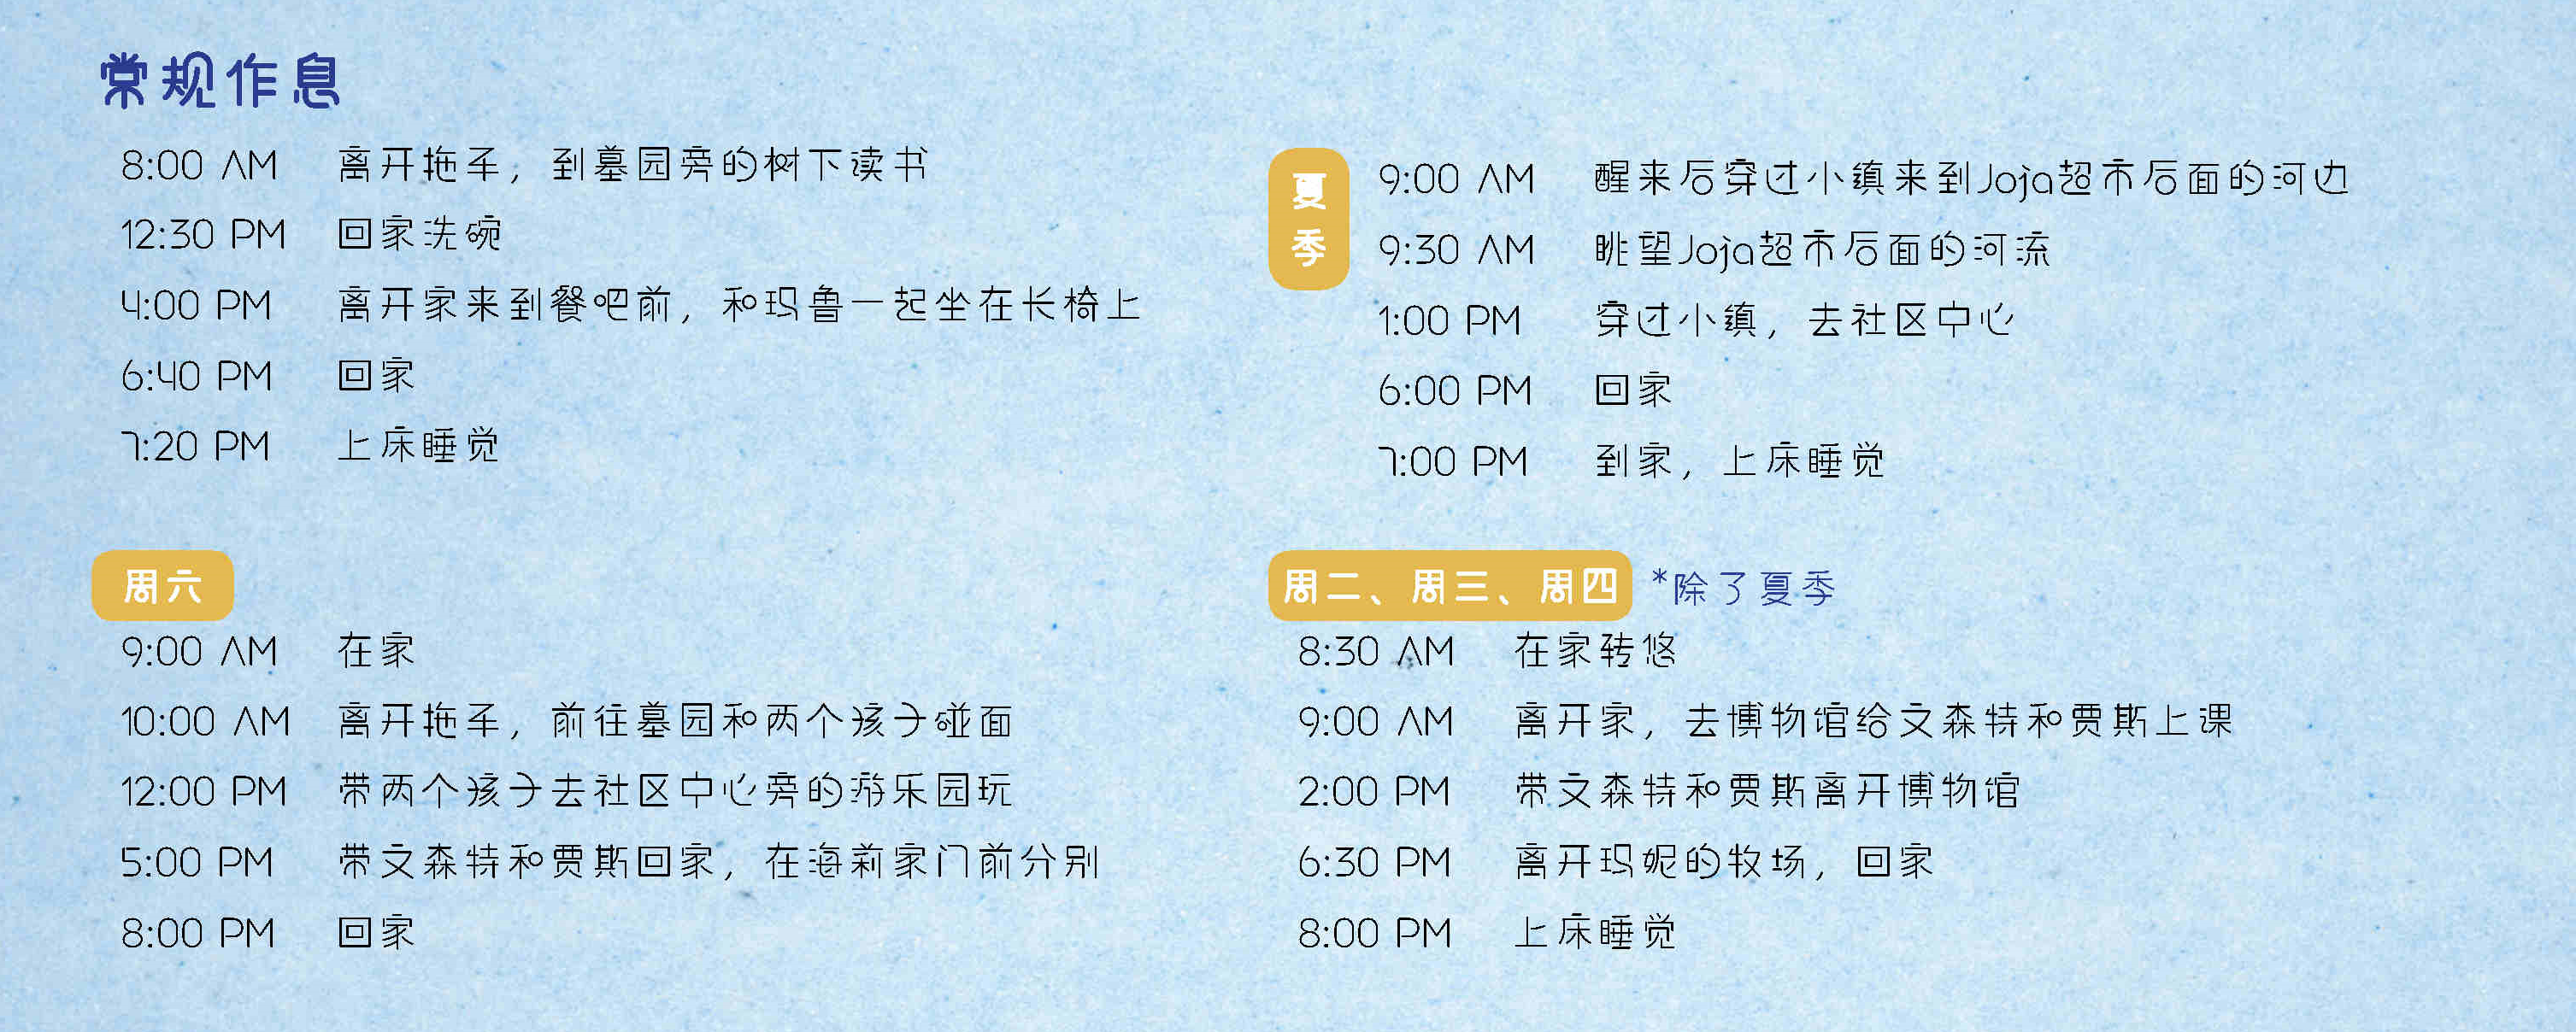 常规作息
8:00 AM 离开拖车，到墓园旁的树下读书
12:30 PM 回家洗碗
4:00 PM 离开家来到餐吧前，和玛鲁一起坐在长椅上
6:40 PM 回家
7:20 PM 上床睡觉
夏季
9:00 AM 醒来后穿过小镇来到Joja超市后面的河边
9:30 AM 眺望Joja超市后面的河流
1:00 PM 穿过小镇，去社区中心
6:00 PM 回家
7:00 PM 到家，上床睡觉
周六
9:00 AM 在家
10:00 AM 离开拖车，前往墓园和两个孩子碰面
12:00 PM 带两个孩子去社区中心旁的游乐园玩
5:00 PM 带文森特和贾斯回家，在海莉家门前分别
8:00 PM 回家
周二、周三、周四 *除了夏季
8:30 AM 在家转悠
9:00 AM 离开家，去博物馆给文森特和贾斯上课
2:00 PM 带文森特和贾斯离开博物馆
6:30 PM 离开玛妮的牧场，回家
8:00 PM 上床睡觉